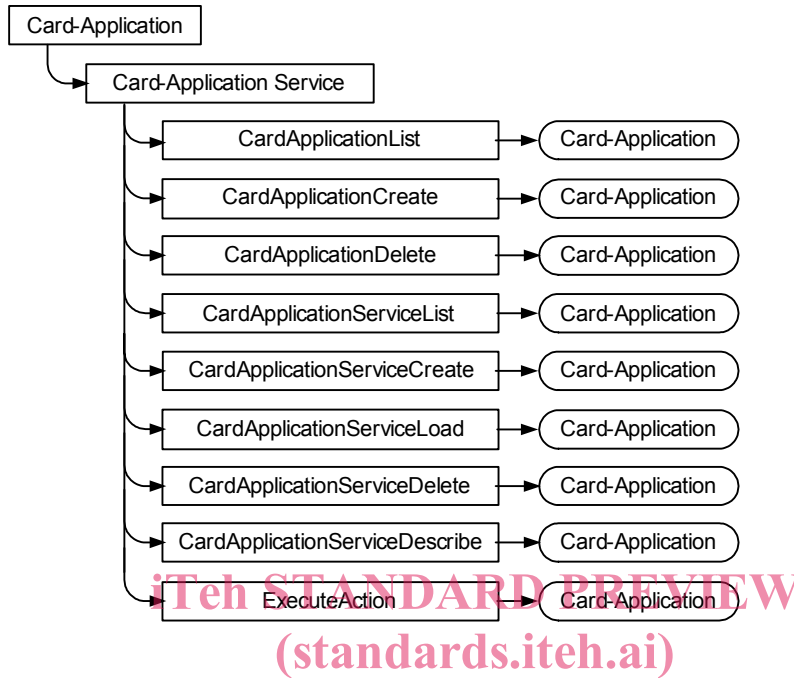 Card-Application
Card-Application Service
CardApplicationList Card-Application
CardApplicationCreate Card-Application
CardApplicationDelete Card-Application
CardApplicationServiceList Card-Application
CardApplicationServiceCreate Card-Application
CardApplicationServiceLoad Card-Application
CardApplicationServiceDelete Card-Application
CardApplicationServiceDescribe Card-Application
ExecuteAction Card-Application
iTeh STANDARD PREVIEW
(standards.iteh.ai)